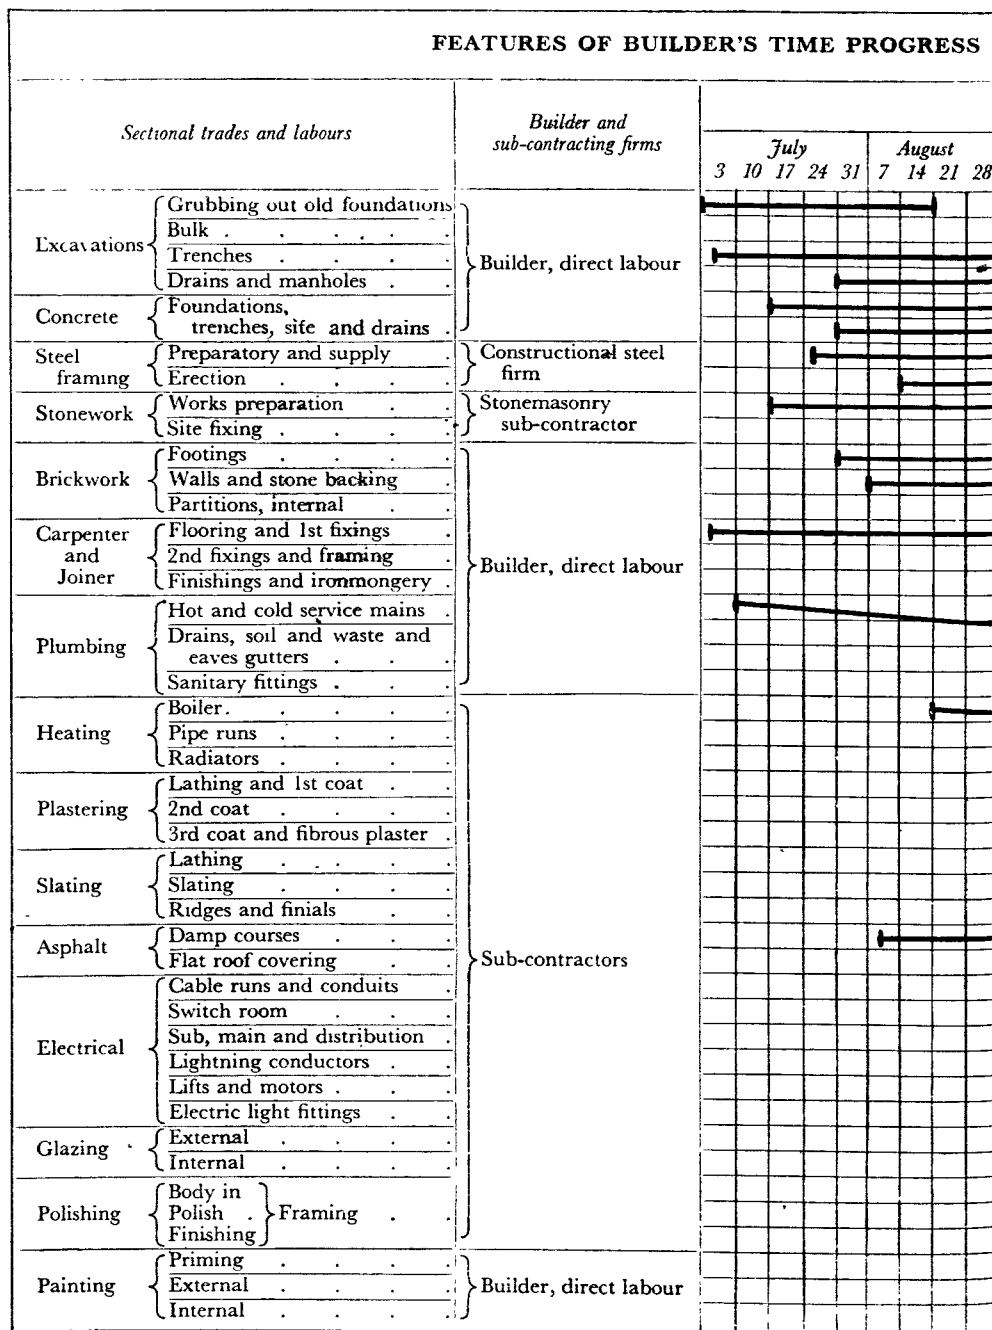 FEATURES OF BUILDER'S TIME PROGRESS
Sectional trades and labours
Builder and
sub-contracting firms
July
August
3 10 17 24 31 7 14 21 28
Excavations
Grubbing out old foundations
Bulk . . . . .
Trenches . . . .
Drains and manholes . .
Builder, direct labour
Concrete
Foundations,
trenches, site and drains .
Steel
framing
Preparatory and supply . .
Erection . . . .
Constructional steel
firm
Stonework
Works preparation . .
Site fixing . . . .
Stonemasonry
sub-contractor
Brickwork
Footings . . . .
Walls and stone backing . .
Partitions, internal . .
Carpenter
and
Joiner
Flooring and 1st fixings .
2nd fixings and framing .
Finishings and ironmongery .
Builder, direct labour
Plumbing
Hot and cold service mains .
Drains, soil and waste and
eaves gutters . . .
Sanitary fittings . . .
Heating
Boiler . . . . .
Pipe runs . . . .
Radiators . . . .
Plastering
Lathing and 1st coat . .
2nd coat . . . .
3rd coat and fibrous plaster .
Slating
Lathing . . . .
Slating . . . .
Ridges and finials . .
Asphalt
Damp courses . . .
Flat roof covering . .
Sub-contractors
Electrical
Cable runs and conduits .
Switch room . . .
Sub, main and distribution .
Lightning conductors . .
Lifts and motors . . .
Electric light fittings . .
Glazing
External . . . .
Internal . . . .
Polishing
Body in
Polish .
Finishing
Framing . .
Painting
Priming . . . .
External . . . .
Internal . . . .
Builder, direct labour